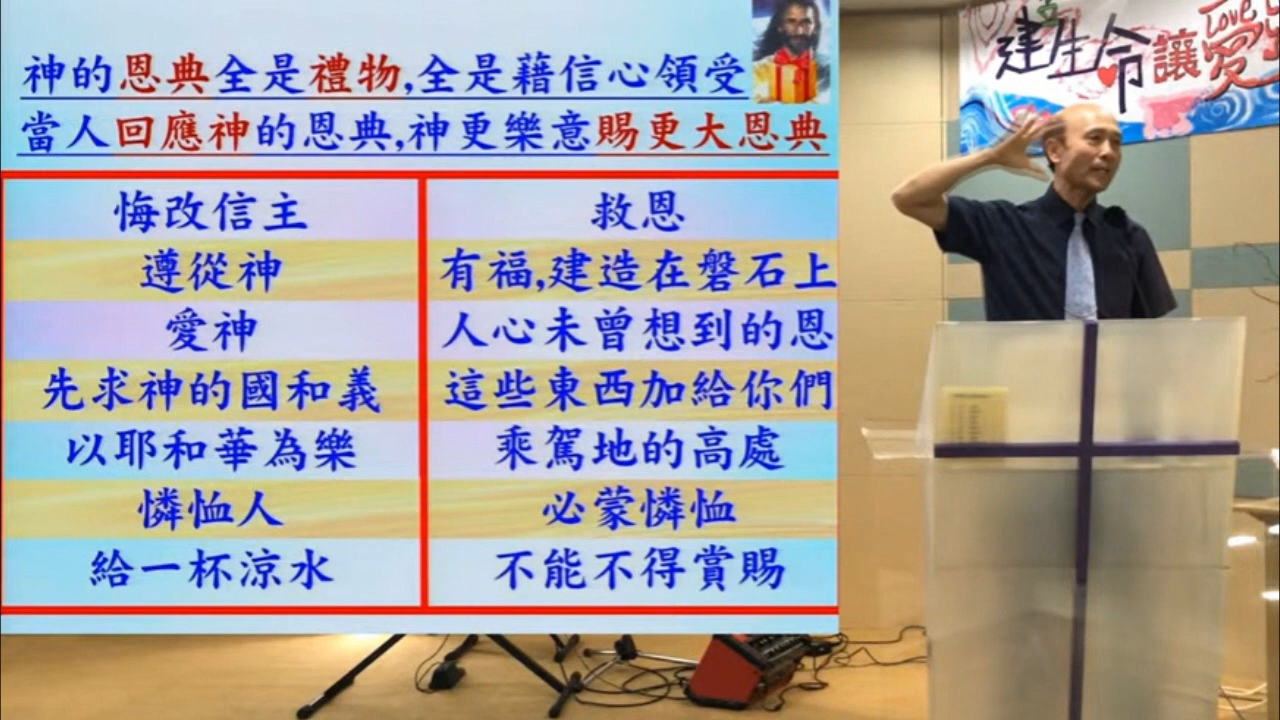 神的恩典全是禮物,全是藉信心領受
當人回應神的恩典,神更樂意賜更大恩典
悔改信主 救恩
遵從神 有福,建造在磐石上
愛神 人心未曾想到的恩
先求神的國和義 這些東西加給你們
以耶和華為樂 乘駕地的高處
憐恤人 必蒙憐恤
給一杯涼水 不能不得賞賜
建生命讓愛
Love